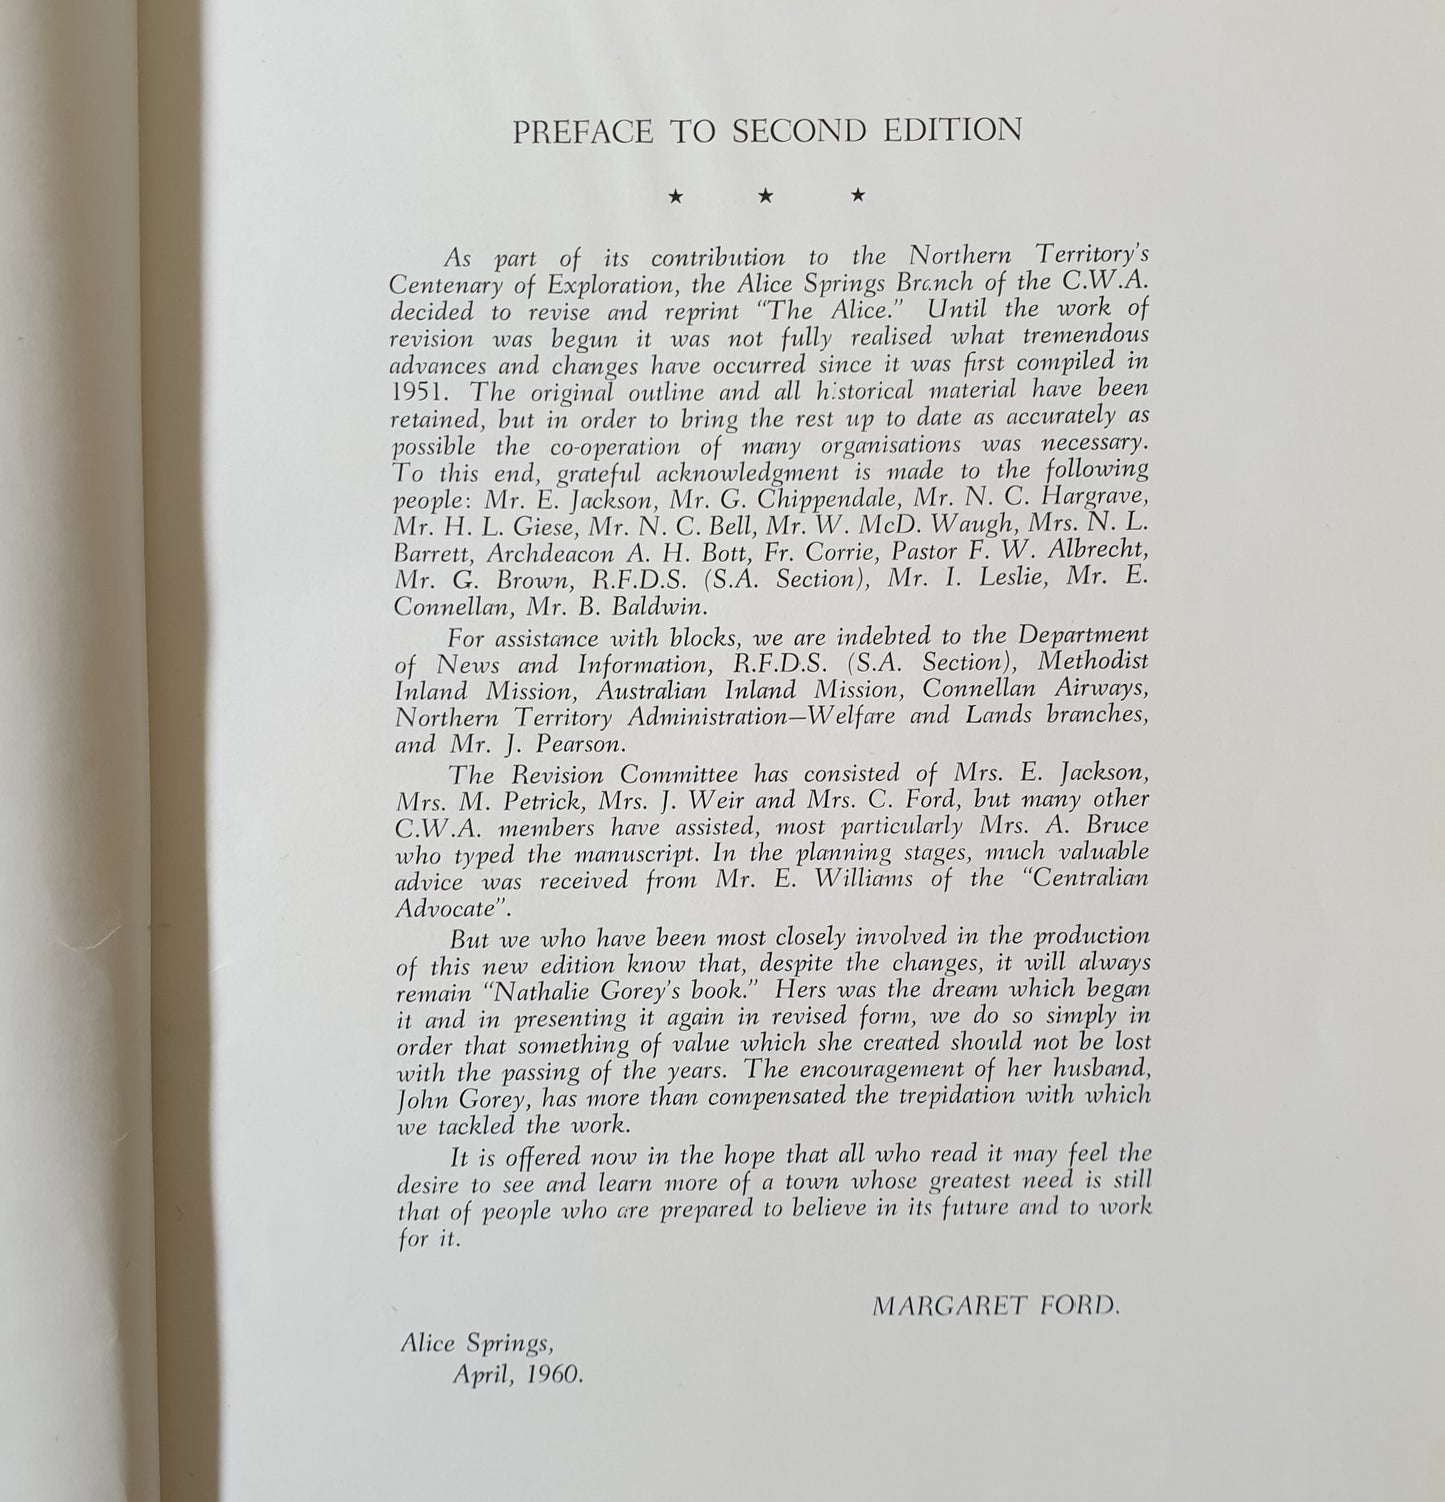 PREFACE TO SECOND EDITION
★ ★ ★
As part of its contribution to the Northern Territory's
Centenary of Exploration, the Alice Springs Branch of the C.W.A.
decided to revise and reprint “The Alice.” Until the work of
revision was begun it was not fully realised what tremendous
advances and changes have occurred since it was first compiled in
1951. The original outline and all historical material have been
retained, but in order to bring the rest up to date as accurately as
possible the co-operation of many organisations was necessary.
To this end, grateful acknowledgment is made to the following
people: Mr. E. Jackson, Mr. G. Chippendale, Mr. N. C. Hargrave,
Mr. H. L. Giese, Mr. N. C. Bell, Mr. W. McD. Waugh, Mrs. N. L.
Barrett, Archdeacon A. H. Bott, Fr. Corrie, Pastor F. W. Albrecht,
Mr. G. Brown, R.F.D.S. (S.A. Section), Mr. I. Leslie, Mr. E.
Connellan, Mr. B. Baldwin.
For assistance with blocks, we are indebted to the Department
of News and Information, R.F.D.S. (S.A. Section), Methodist
Inland Mission, Australian Inland Mission, Connellan Airways,
Northern Territory Administration—Welfare and Lands branches,
and Mr. J. Pearson.
The Revision Committee has consisted of Mrs. E. Jackson,
Mrs. M. Petrick, Mrs. J. Weir and Mrs. C. Ford, but many other
C.W.A. members have assisted, most particularly Mrs. A. Bruce
who typed the manuscript. In the planning stages, much valuable
advice was received from Mr. E. Williams of the “Centralian
Advocate”.
But we who have been most closely involved in the production
of this new edition know that, despite the changes, it will always
remain “Nathalie Gorey's book.” Hers was the dream which began
it and in presenting it again in revised form, we do so simply in
order that something of value which she created should not be lost
with the passing of the years. The encouragement of her husband,
John Gorey, has more than compensated the trepidation with which
we tackled the work.
It is offered now in the hope that all who read it may feel the
desire to see and learn more of a town whose greatest need is still
that of people who are prepared to believe in its future and to work
for it.
MARGARET FORD.
Alice Springs,
April, 1960.